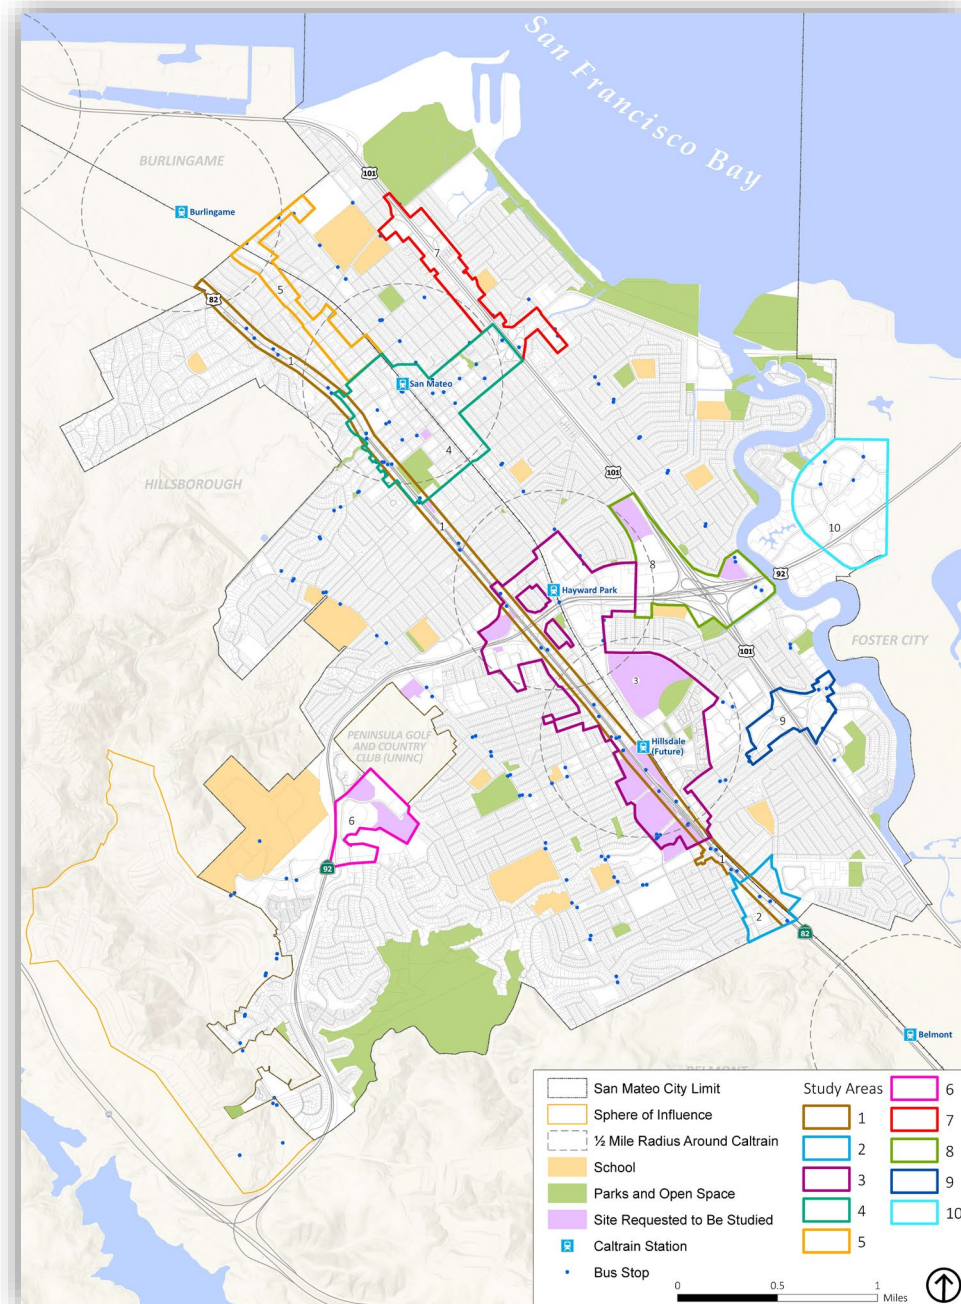 San Francisco Bay
BURLINGAME
101
Burlingame
7
5
82
1
San Mateo
4
HILLSBOROUGH
101
1
10
8
92
Hayward Park
FOSTER CITY
101
3
9
PENINSULA GOLF
AND COUNTRY
CLUB (UNINC)
Hillsdale
(Future)
6
92
1
2
82
Belmont
BELMONT
San Mateo City Limit
Sphere of Influence
½ Mile Radius Around Caltrain
School
Parks and Open Space
Site Requested to Be Studied
Caltrain Station
Bus Stop
Study Areas
1
2
3
4
5
6
7
8
9
10
0 0.5 1
Miles